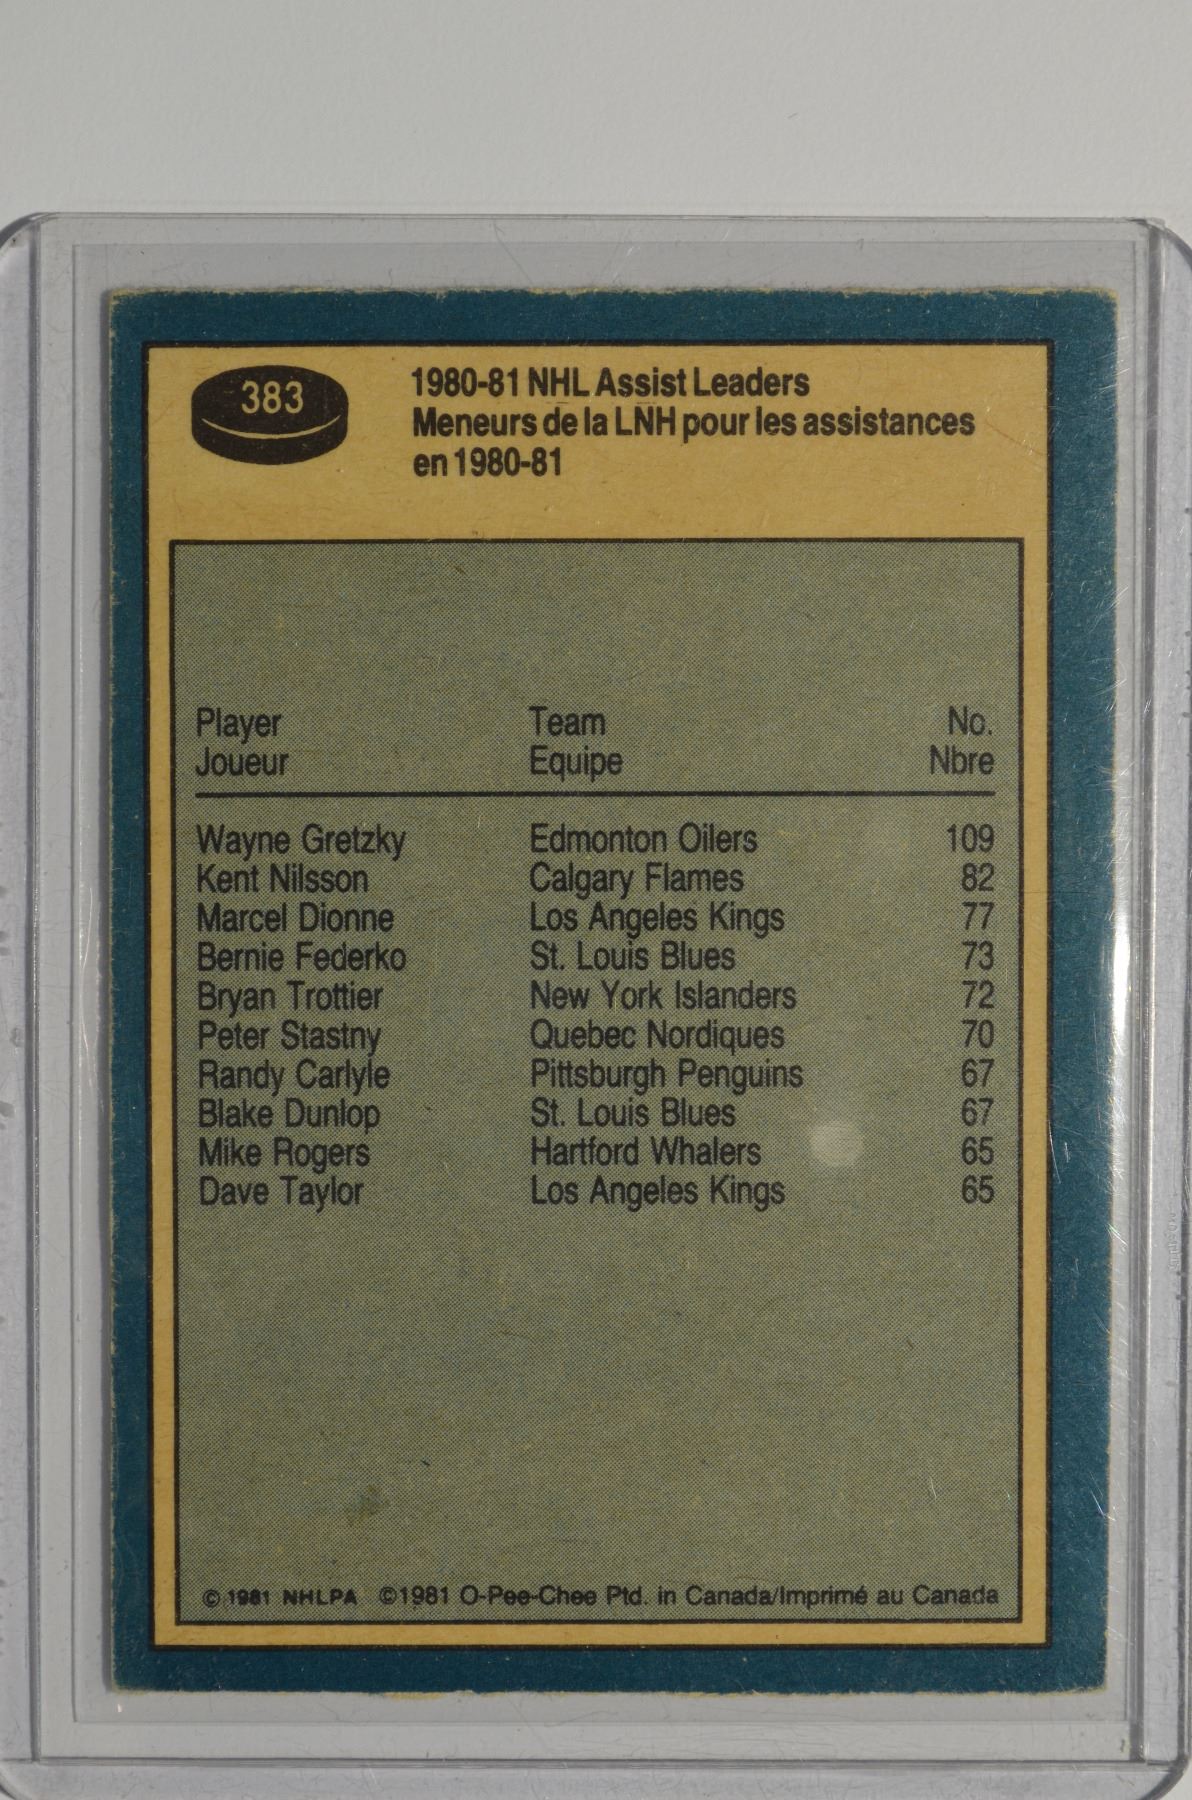 383
1980-81 NHL Assist Leaders
Meneurs de la LNH pour les assistances
en 1980-81
Player Team No.
Joueur Equipe Nbre
Wayne Gretzky Edmonton Oilers 109
Kent Nilsson Calgary Flames 82
Marcel Dionne Los Angeles Kings 77
Bernie Federko St. Louis Blues 73
Bryan Trottier New York Islanders 72
Peter Stastny Quebec Nordiques 70
Randy Carlyle Pittsburgh Penguins 67
Blake Dunlop St. Louis Blues 67
Mike Rogers Hartford Whalers 65
Dave Taylor Los Angeles Kings 65
© 1981 NHLPA ©1981 O-Pee-Chee Ptd. in Canada/Imprimé au Canada